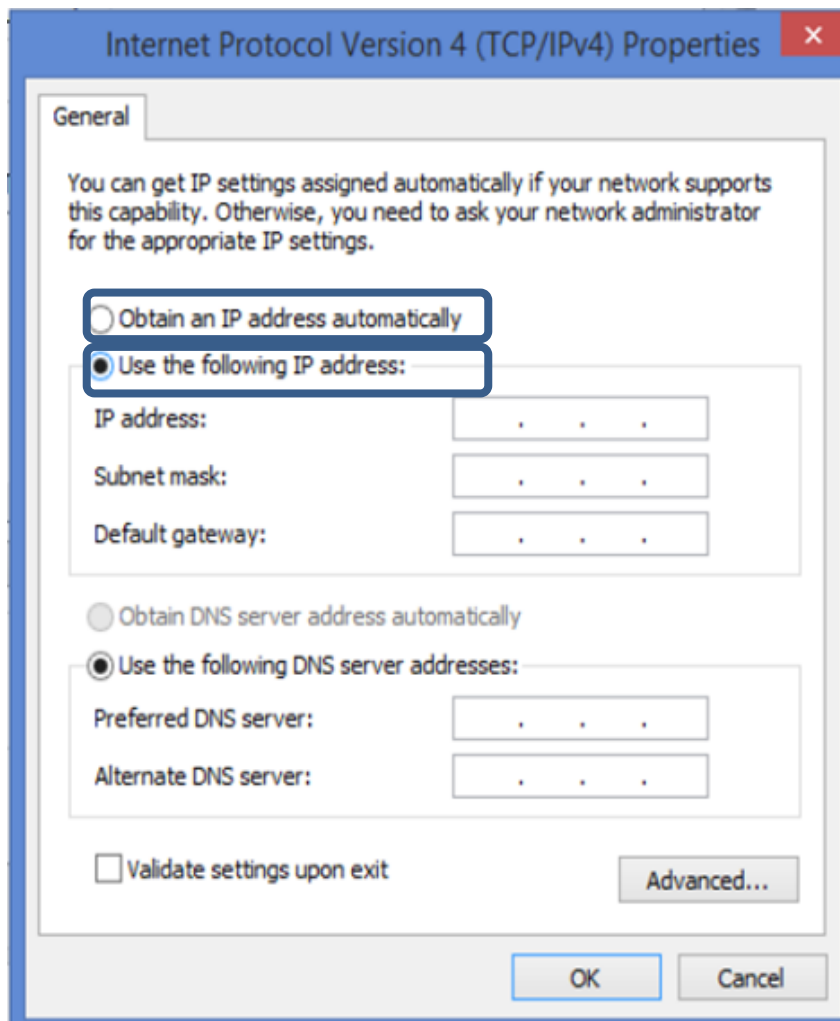 Internet Protocol Version 4 (TCP/IPv4) Properties
General
You can get IP settings assigned automatically if your network supports
this capability. Otherwise, you need to ask your network administrator
for the appropriate IP settings.
Obtain an IP address automatically
Use the following IP address:
IP address:
Subnet mask:
Default gateway:
Obtain DNS server address automatically
Use the following DNS server addresses:
Preferred DNS server:
Alternate DNS server:
Validate settings upon exit
Advanced...
OK Cancel